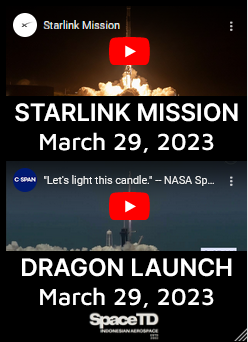 Starlink Mission
STARLINK MISSION
March 29, 2023
C-SPAN
"Let's light this candle." – NASA Sp...
DRAGON LAUNCH
March 29, 2023
SpaceTD
INDONESIAN AEROSPACE